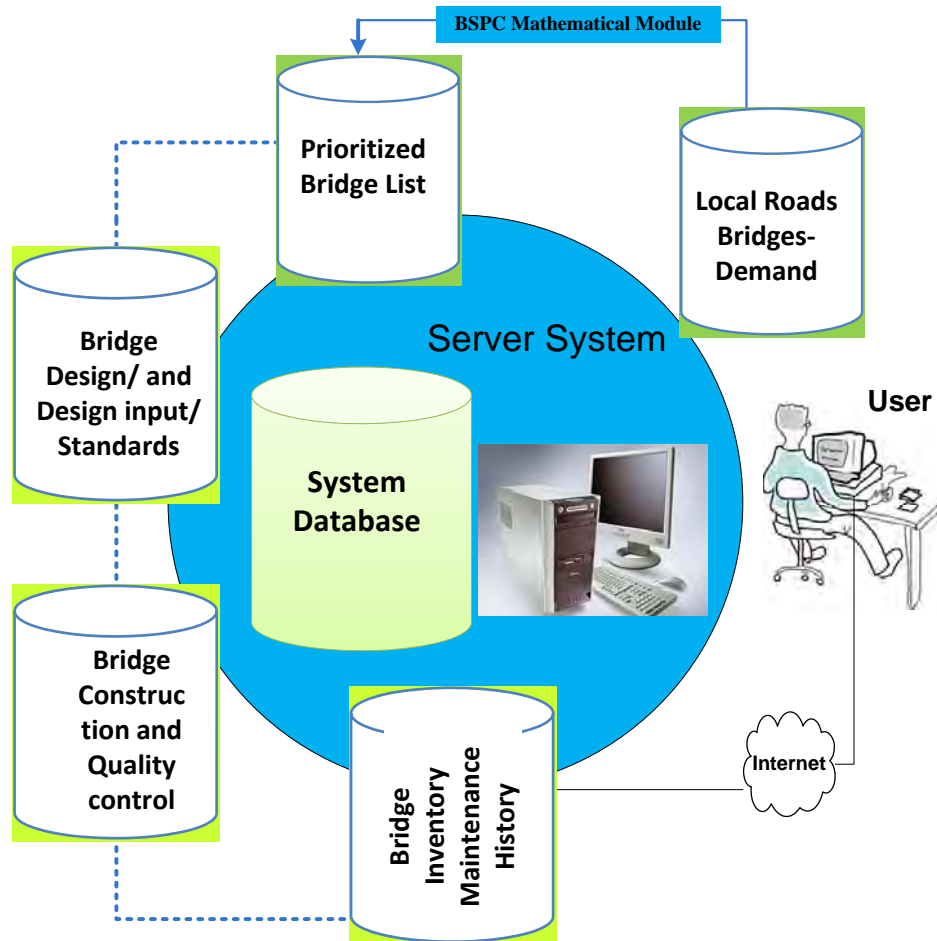 BSPC Mathematical Module
Prioritized
Bridge List
Local Roads
Bridges-
Demand
Server System
Bridge
Design/ and
Design input/
Standards
User
System
Database
Bridge
Construc
tion and
Quality
control
Bridge
Inventory
Maintenance
History
Internet